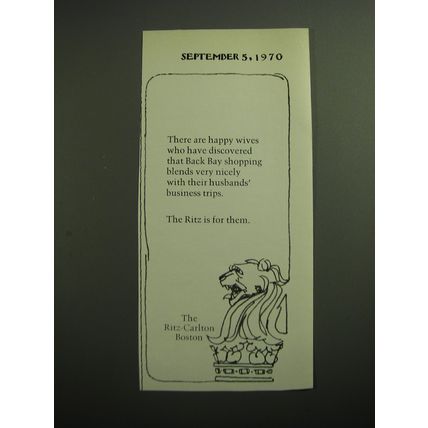 SEPTEMBER 5, 1970
There are happy wives
who have discovered
that Back Bay shopping
blends very nicely
with their husbands'
business trips.
The Ritz is for them.
The
Ritz-Carlton
Boston